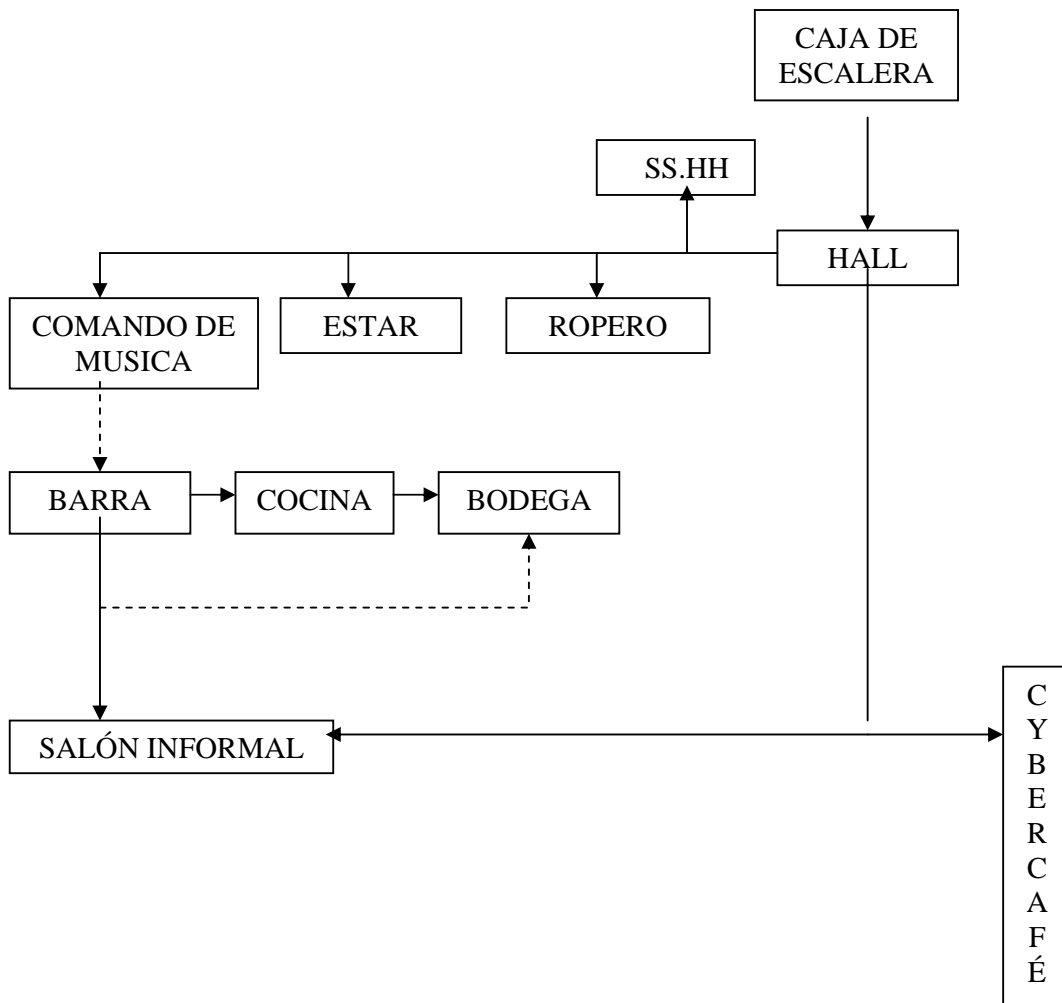 CAJA DE
ESCALERA
SS.HH
HALL
COMANDO DE
MUSICA
ESTAR
ROPERO
BARRA
COCINA
BODEGA
SALÓN INFORMAL
C
Y
B
E
R
C
A
F
É